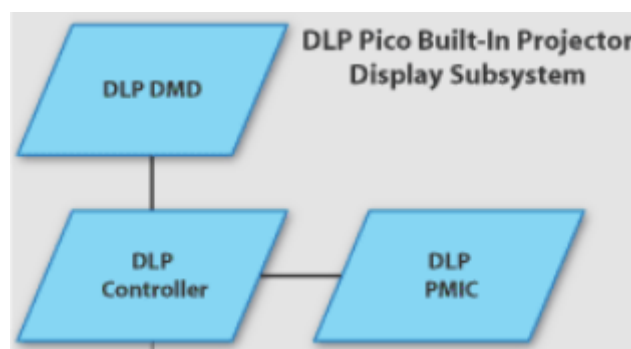 DLP Pico Built-In Projector
Display Subsystem
DLP DMD
DLP
Controller
DLP
PMIC